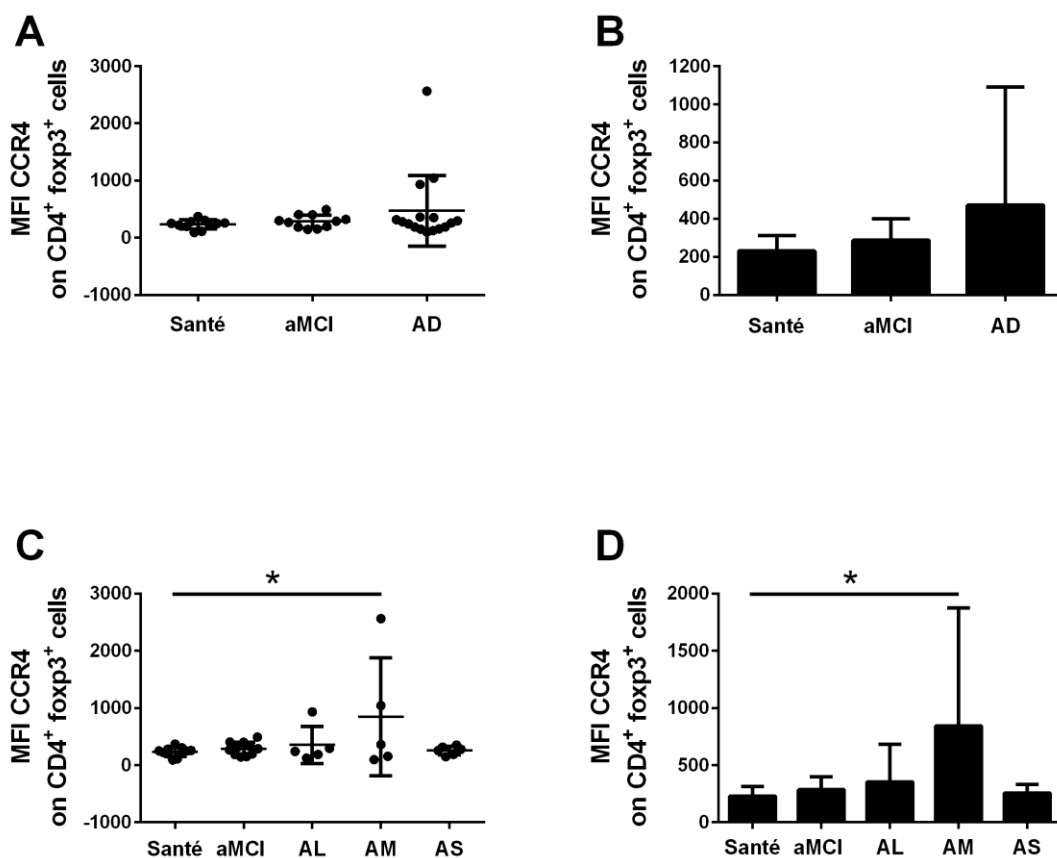 A
MFI CCR4
on CD4+ foxp3+ cells
3000
2000
1000
0
-1000
Santé aMCI AD
B
MFI CCR4
on CD4+ foxp3+ cells
1200
1000
800
600
400
200
0
Santé aMCI AD
C
MFI CCR4
on CD4+ foxp3+ cells
*
3000
2000
1000
0
-1000
Santé aMCI AL AM AS
D
MFI CCR4
on CD4+ foxp3+ cells
*
2000
1500
1000
500
0
Santé aMCI AL AM AS